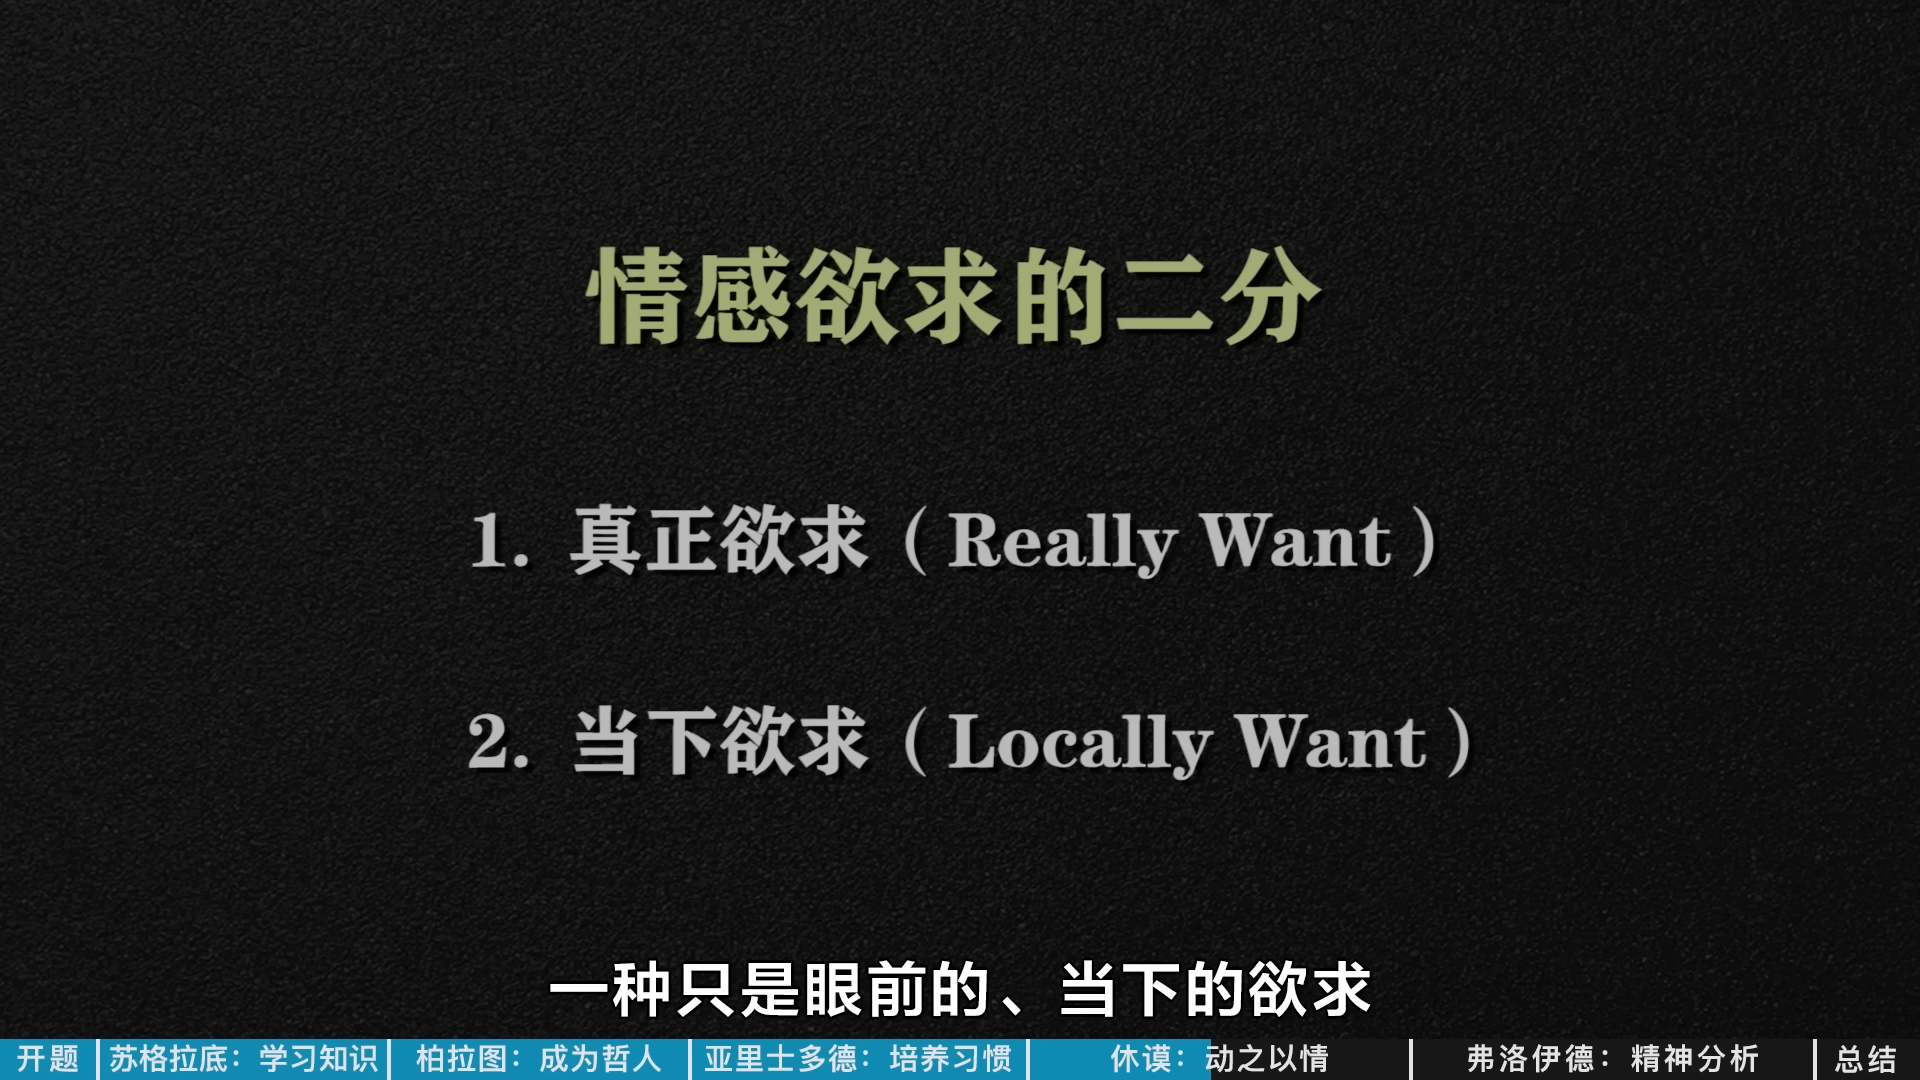 情感欲求的二分
1. 真正欲求（Really Want）
2. 当下欲求（Locally Want）
一种只是眼前的、当下的欲求
开题
苏格拉底：学习知识
柏拉图：成为哲人
亚里士多德：培养习惯
休谟：动之以情
弗洛伊德：精神分析
总结